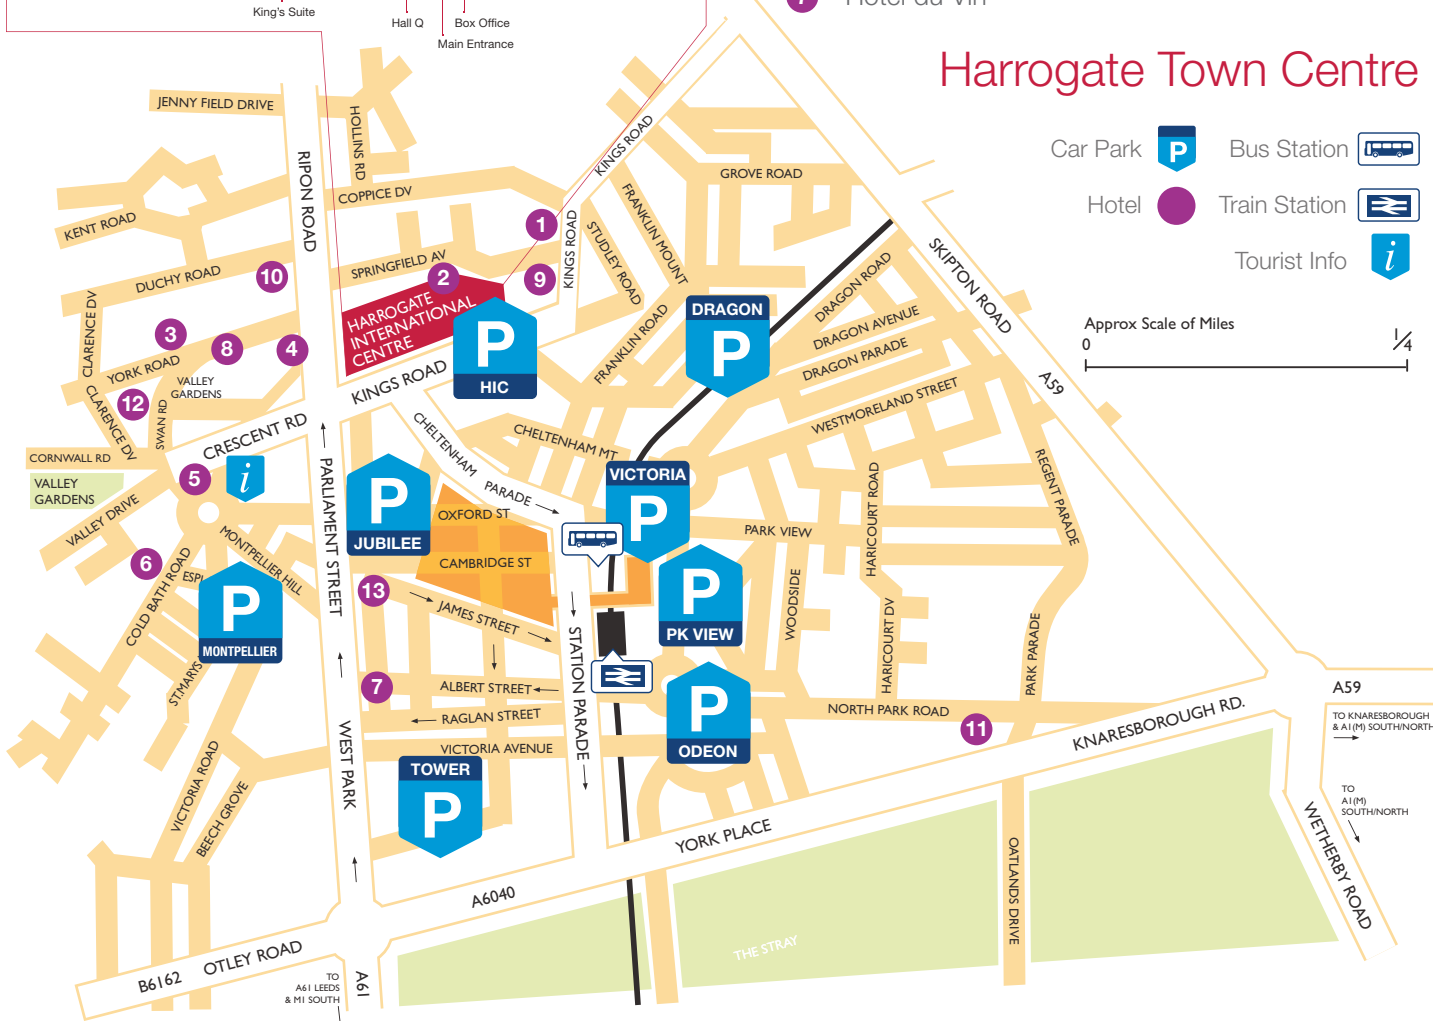 King's Suite
Hall Q
Box Office
Main Entrance
7 Hotel du Vin
Harrogate Town Centre
Car Park
P
Bus Station
Hotel
Train Station
Tourist Info
i
Approx Scale of Miles
0
1/4
JENNY FIELD DRIVE
HOLLINS RD
RIPON ROAD
COPPICE DV
KENT ROAD
KINGS ROAD
GROVE ROAD
FRANKLIN MOUNT
STUDLEY ROAD
KINGS ROAD
1
SPRINGFIELD AV
2
9
10
DUCHY ROAD
CLARENCE DV
HARROGATE
INTERNATIONAL
CENTRE
P
HIC
DRAGON
P
FRANKLIN ROAD
DRAGON ROAD
DRAGON AVENUE
DRAGON PARADE
SKIPTON ROAD
A59
3
8
4
YORK ROAD
VALLEY
GARDENS
12
SWAN RD
CLARENCE DV
KINGS ROAD
CRESCENT RD
WESTMORELAND STREET
CHELTENHAM
PARADE
CHELTENHAM MT
CORNWALL RD
VALLEY
GARDENS
5
i
VALLEY DRIVE
PARLIAMENT STREET
P
JUBILEE
OXFORD ST
CAMBRIDGE ST
VICTORIA
P
PARK VIEW
HARICOURT ROAD
REGENT PARADE
MONTPELLIER HILL
6
ESPL
COLD BATH ROAD
P
MONTPELLIER
13
JAMES STREET
P
PK VIEW
WOODSIDE
HARICOURT DV
PARK PARADE
ST.MARYS
STATION PARADE
7
ALBERT STREET
RAGLAN STREET
VICTORIA AVENUE
P
ODEON
NORTH PARK ROAD
11
KNARESBOROUGH RD.
A59
TO KNARESBOROUGH
& A1(M) SOUTH/NORTH
TO
A1(M)
SOUTH/NORTH
WEST PARK
TOWER
P
VICTORIA ROAD
BEECH GROVE
YORK PLACE
WETHERBY ROAD
OATLANDS DRIVE
A6040
THE STRAY
OTLEY ROAD
B6162
TO
A61 LEEDS
& M1 SOUTH
A61